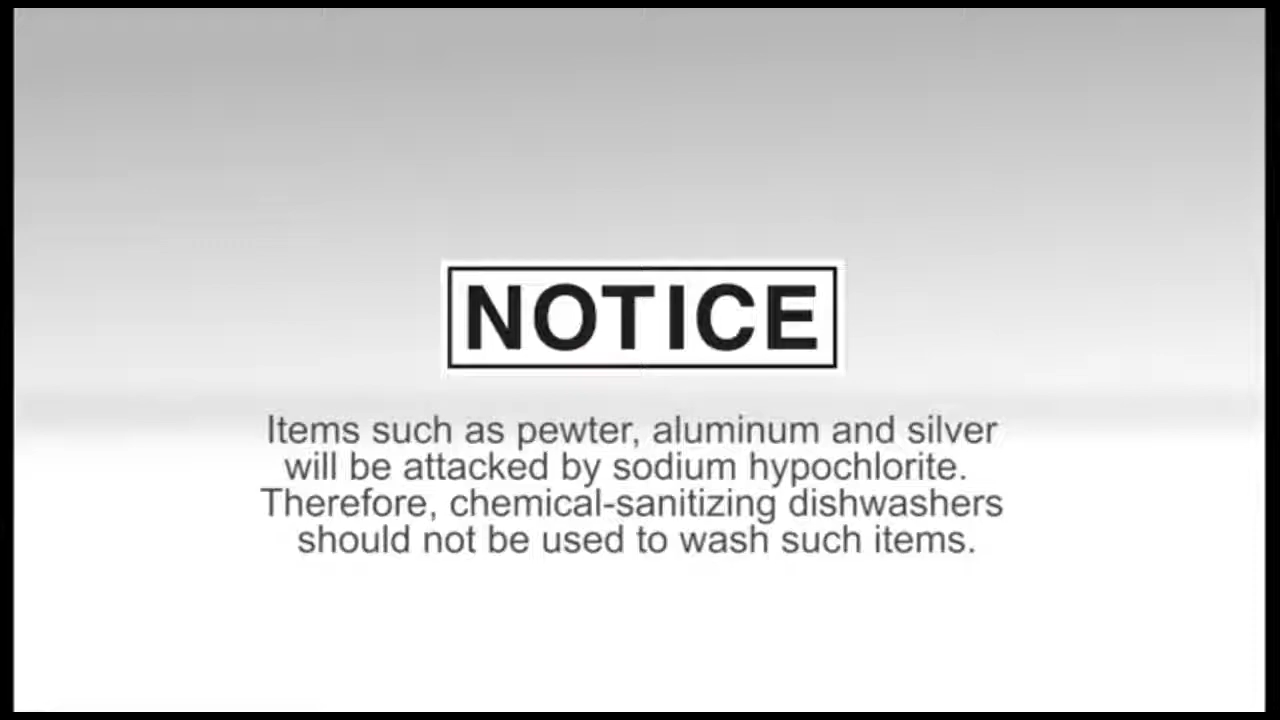 NOTICE
Items such as pewter, aluminum and silver
will be attacked by sodium hypochlorite.
Therefore, chemical-sanitizing dishwashers
should not be used to wash such items.